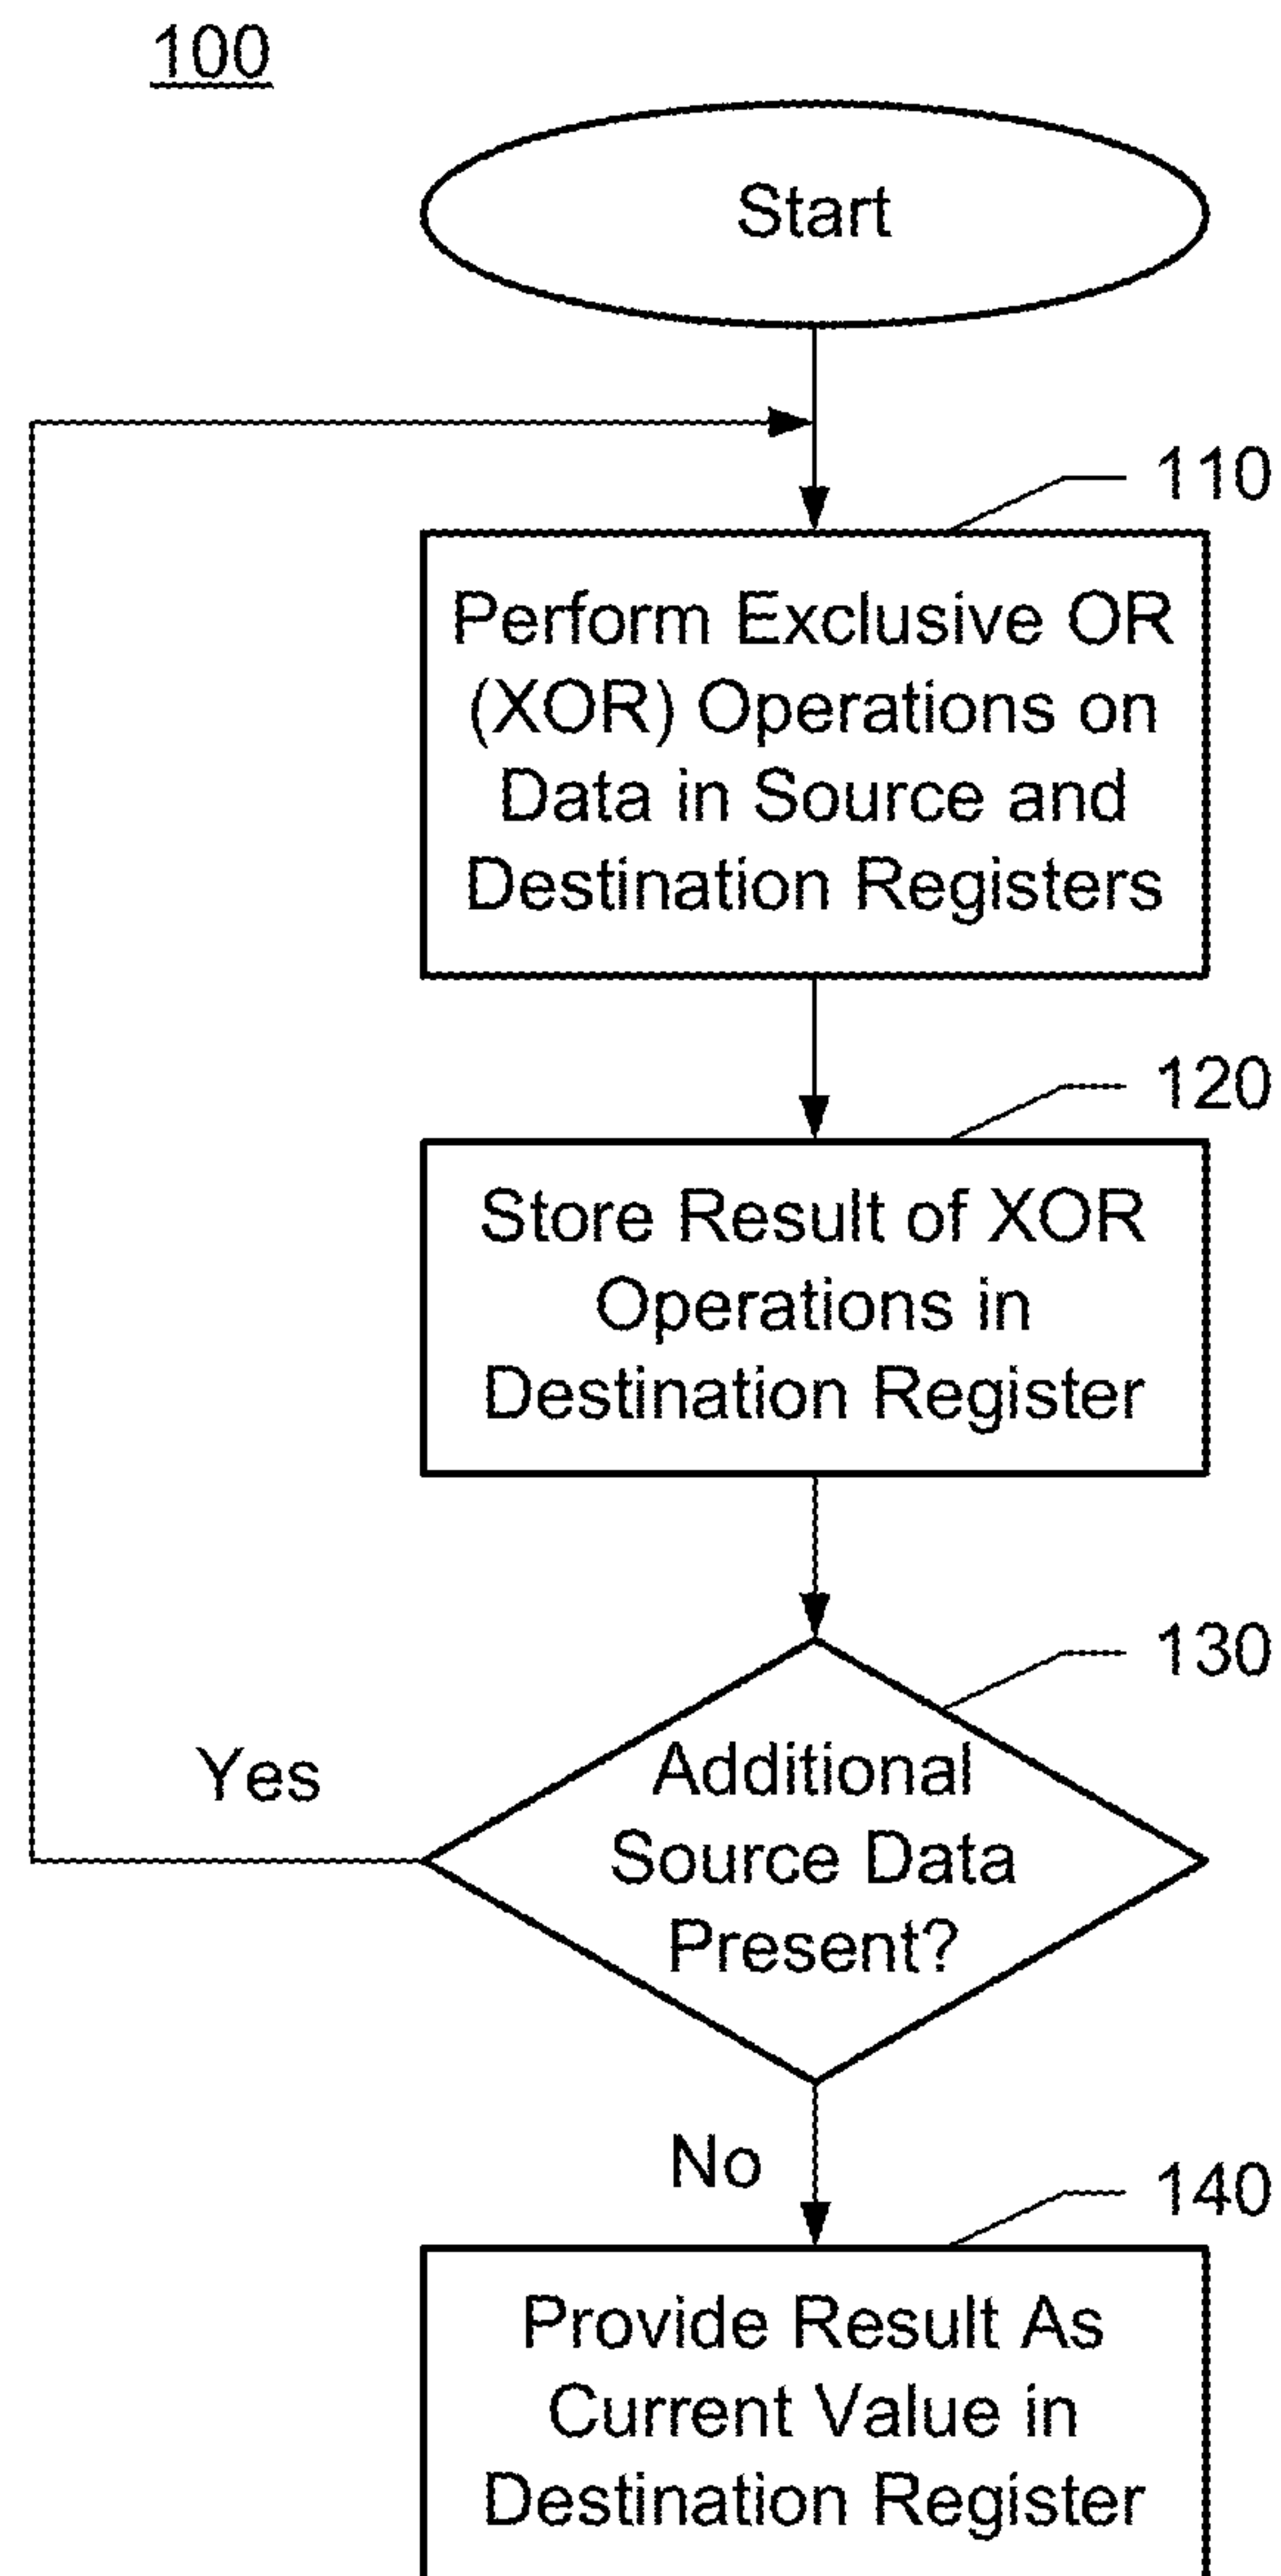 100
Start
110
Perform Exclusive OR
(XOR) Operations on
Data in Source and
Destination Registers
120
Store Result of XOR
Operations in
Destination Register
130
Additional
Source Data
Present?
Yes
No
140
Provide Result As
Current Value in
Destination Register